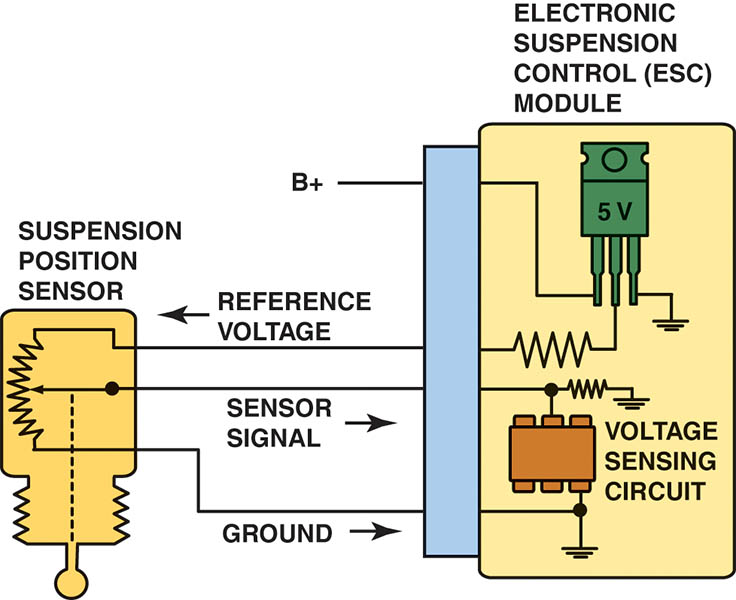 ELECTRONIC
SUSPENSION
CONTROL (ESC)
MODULE
B+
5 V
SUSPENSION
POSITION
SENSOR
REFERENCE
VOLTAGE
SENSOR
SIGNAL
VOLTAGE
SENSING
CIRCUIT
GROUND